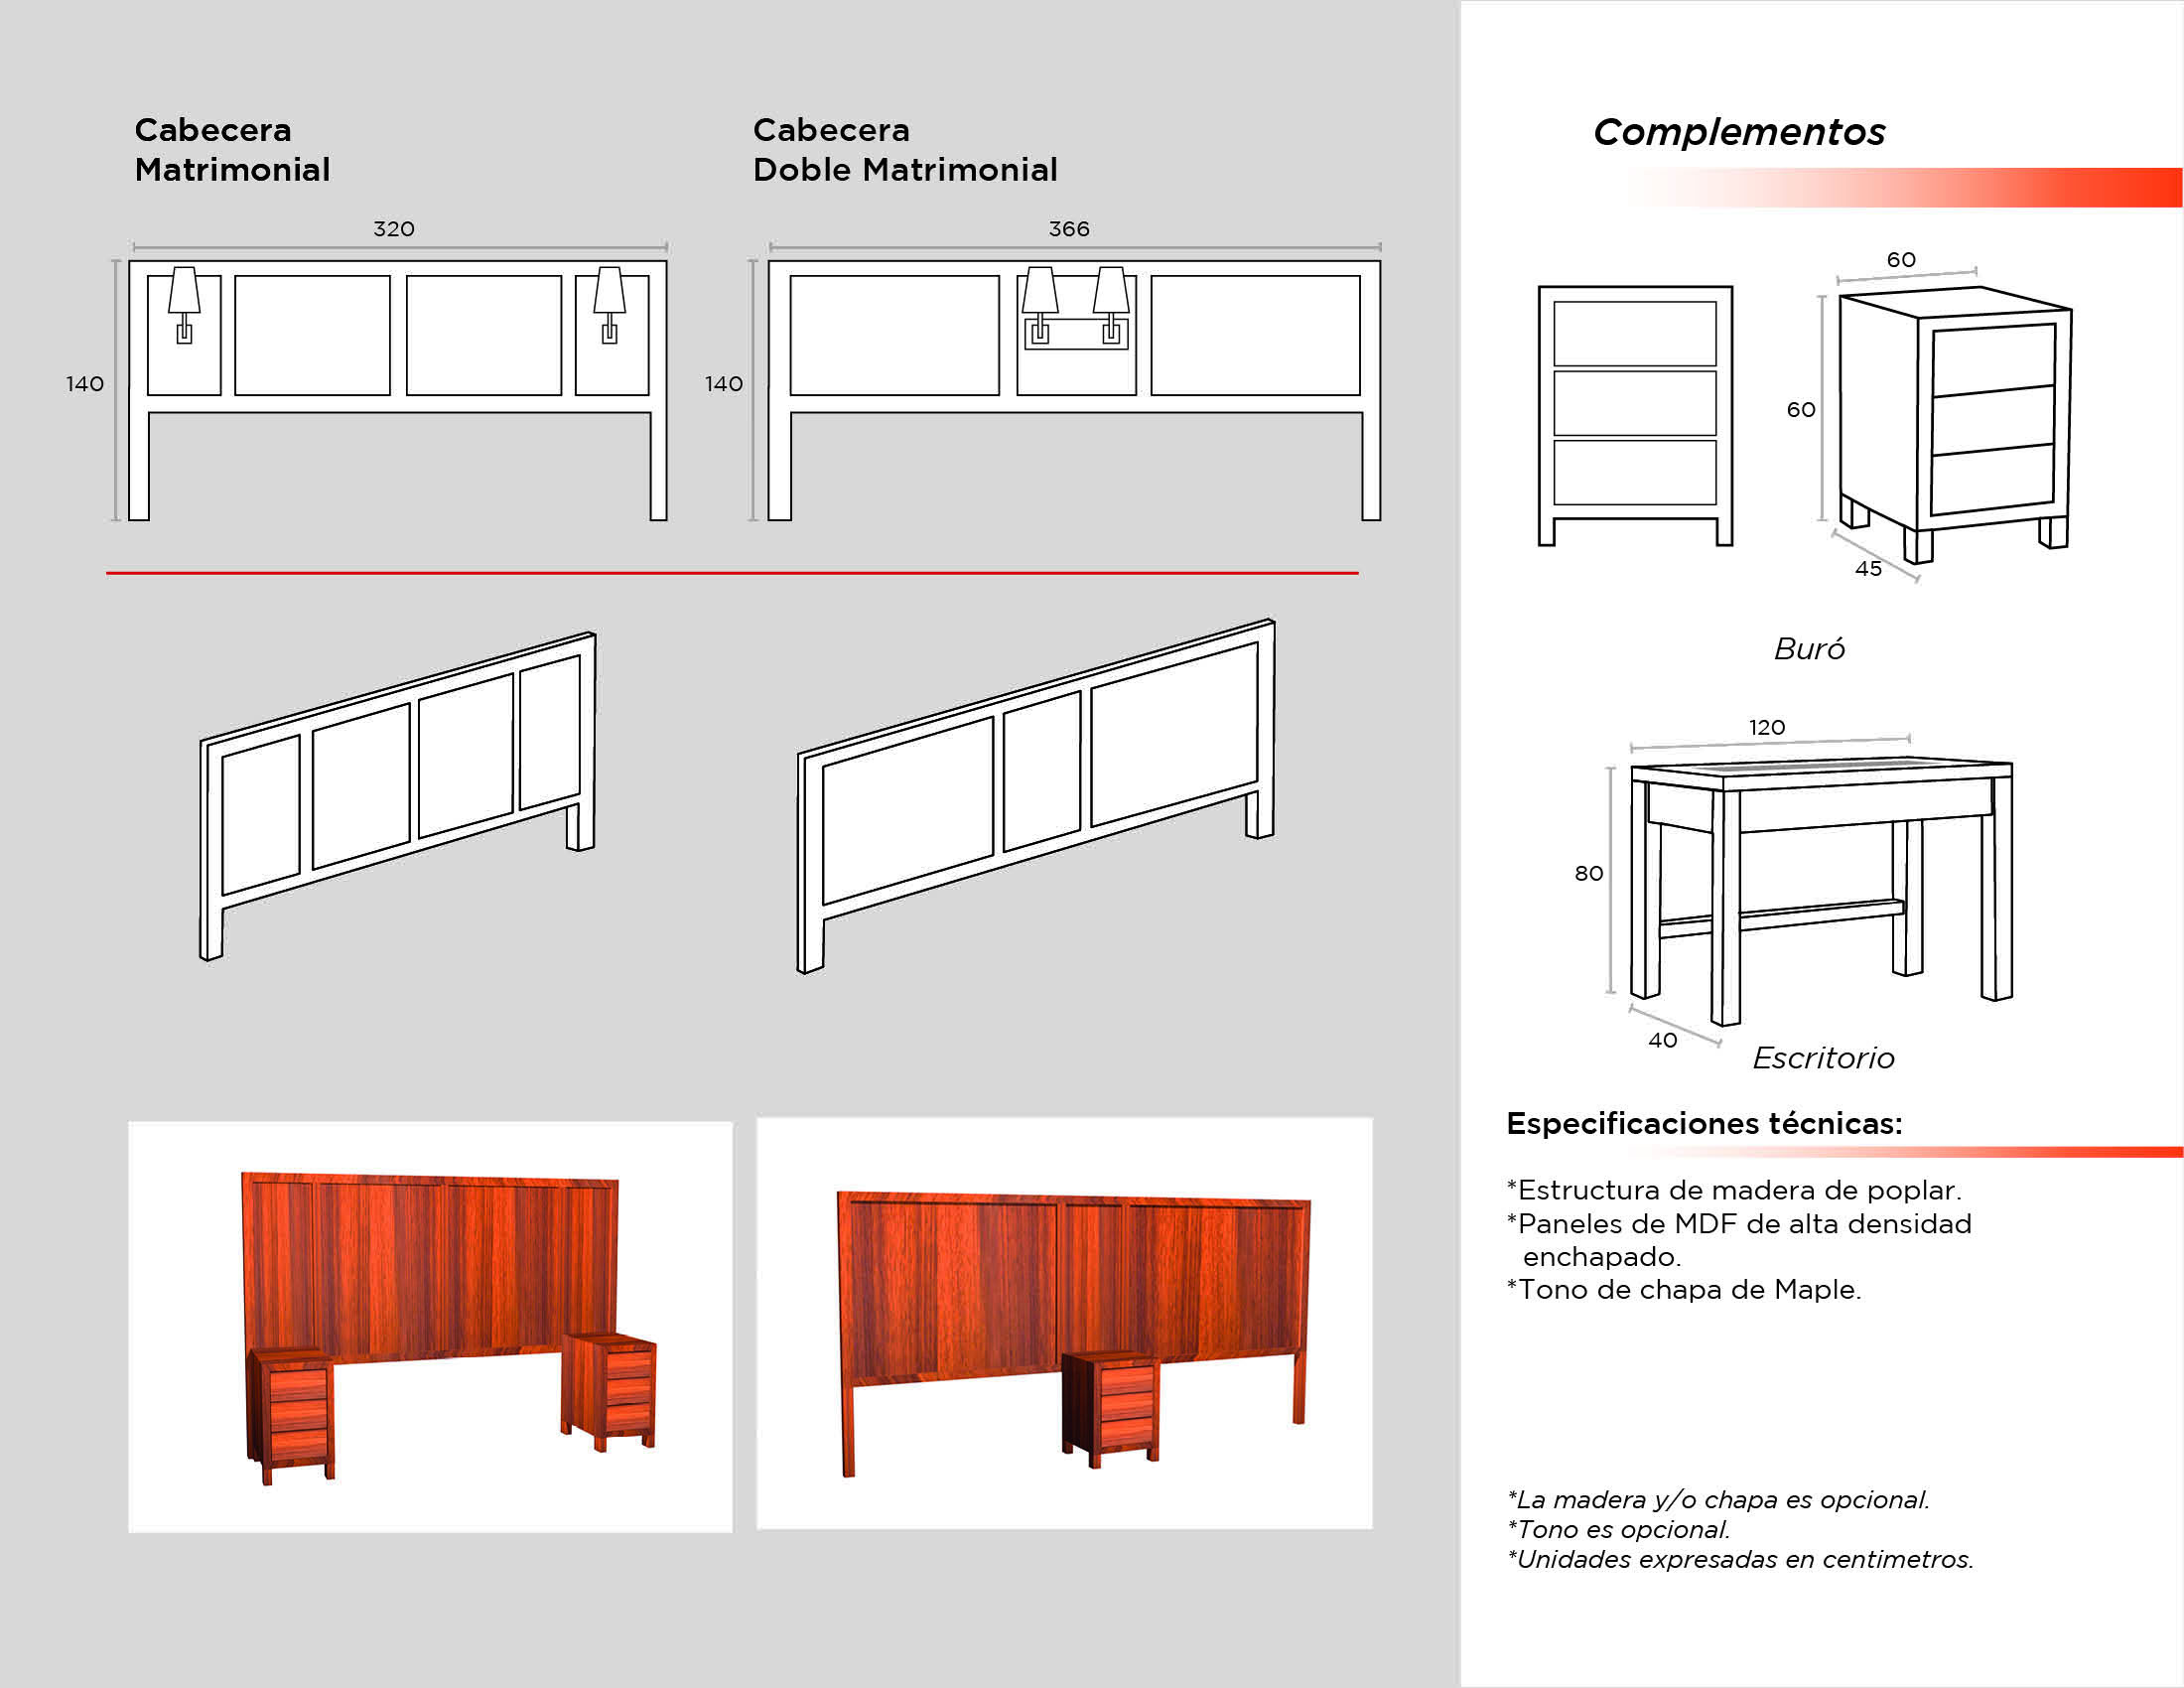 Cabecera
Matrimonial
320
140
Cabecera
Doble Matrimonial
366
140
Complementos
60
60
45
Buró
120
80
40
Escritorio
Especificaciones técnicas:
*Estructura de madera de poplar.
*Paneles de MDF de alta densidad
enchapado.
*Tono de chapa de Maple.
*La madera y/o chapa es opcional.
*Tono es opcional.
*Unidades expresadas en centimetros.